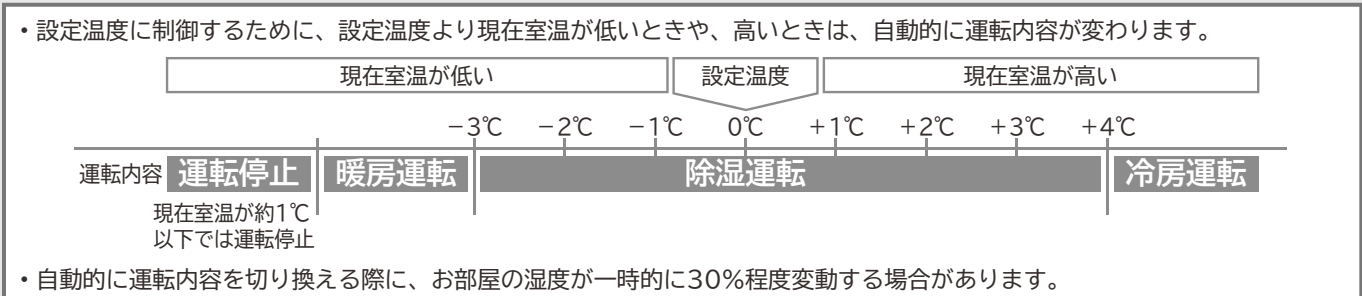 ・設定温度に制御するために、設定温度より現在室温が低いときや、高いときは、自動的に運転内容が変わります。
現在室温が低い 設定温度 現在室温が高い
－3℃ －2℃ －1℃ 0℃ ＋1℃ ＋2℃ ＋3℃ ＋4℃
運転内容 運転停止 暖房運転 除湿運転 冷房運転
現在室温が約1℃
以下では運転停止
・自動的に運転内容を切り換える際に、お部屋の湿度が一時的に30％程度変動する場合があります。